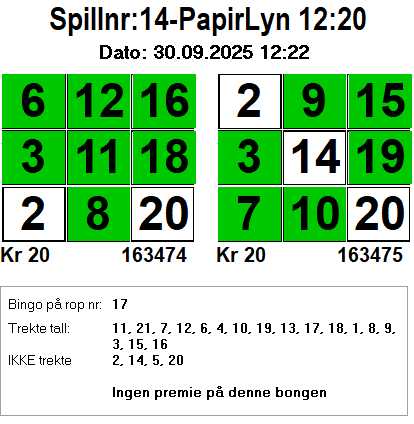 Spillnr:14-PapirLyn 12:20
Dato: 30.09.2025 12:22
6 12 16 2 9 15
3 11 18 3 14 19
2 8 20 7 10 20
Kr 20 163474 Kr 20 163475
Bingo på rop nr: 17
Trekte tall: 11, 21, 7, 12, 6, 4, 10, 19, 13, 17, 18, 1, 8, 9,
3, 15, 16
IKKE trekte 2, 14, 5, 20
Ingen premie på denne bongen